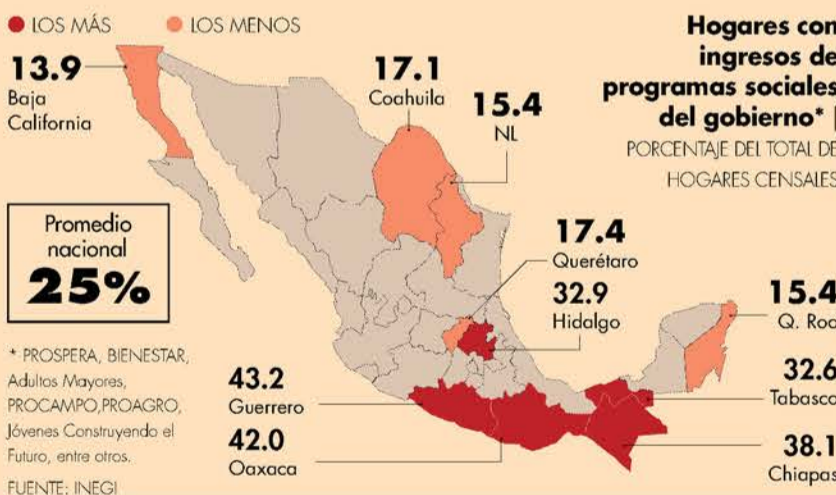 LOS MÁS
LOS MENOS
Hogares con
ingresos de
programas sociales
del gobierno* |
PORCENTAJE DEL TOTAL DE
HOGARES CENSALES
13.9
Baja
California
17.1
Coahuila
15.4
NL
Promedio
nacional
25%
17.4
Querétaro
32.9
Hidalgo
15.4
Q. Roo
32.6
Tabasco
38.1
Chiapas
43.2
Guerrero
42.0
Oaxaca
* PROSPERA, BIENESTAR,
Adultos Mayores,
PROCAMPO,PROAGRO,
Jóvenes Construyendo el
Futuro, entre otros.
FUENTE: INEGI